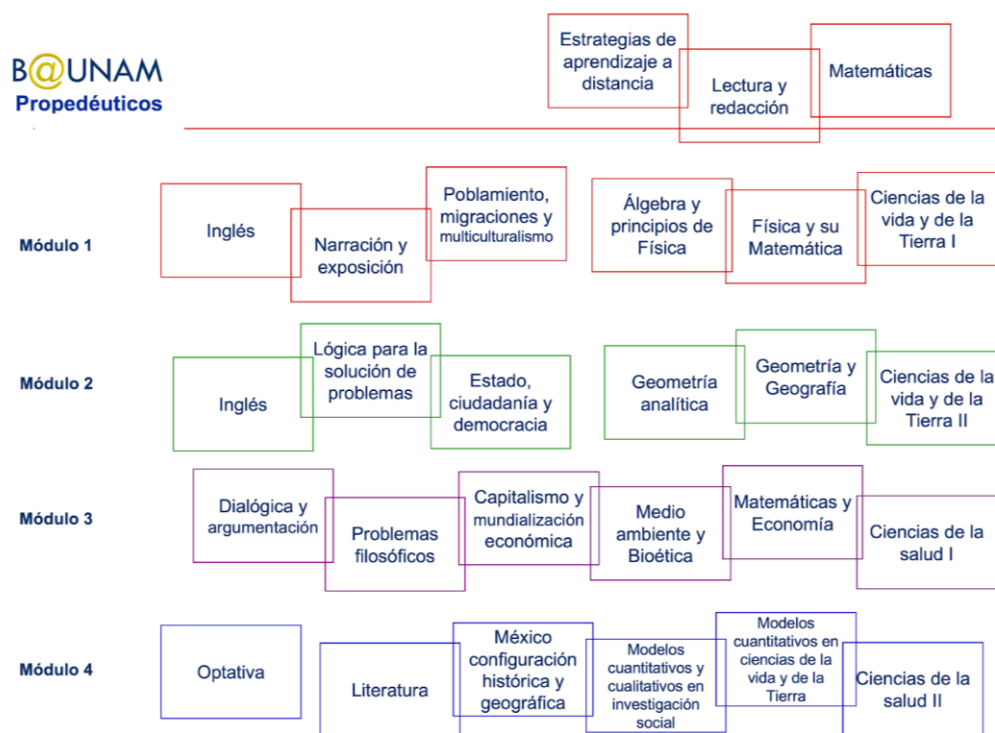 B@UNAM
Propedéuticos
Estrategias de
aprendizaje a
distancia
Lectura y
redacción
Matemáticas
Módulo 1
Inglés
Narración y
exposición
Poblamiento,
migraciones y
multiculturalismo
Álgebra y
principios de
Física
Física y su
Matemática
Ciencias de la
vida y de la
Tierra I
Módulo 2
Inglés
Lógica para la
solución de
problemas
Estado,
ciudadanía y
democracia
Geometría
analítica
Geometría y
Geografía
Ciencias de la
vida y de la
Tierra II
Módulo 3
Dialógica y
argumentación
Problemas
filosóficos
Capitalismo y
mundialización
económica
Medio
ambiente y
Bioética
Matemáticas y
Economía
Ciencias de la
salud I
Módulo 4
Optativa
Literatura
México
configuración
histórica y
geográfica
Modelos
cuantitativos y
cualitativos en
investigación
social
Modelos
cuantitativos en
ciencias de la
vida y de la
Tierra
Ciencias de la
salud II